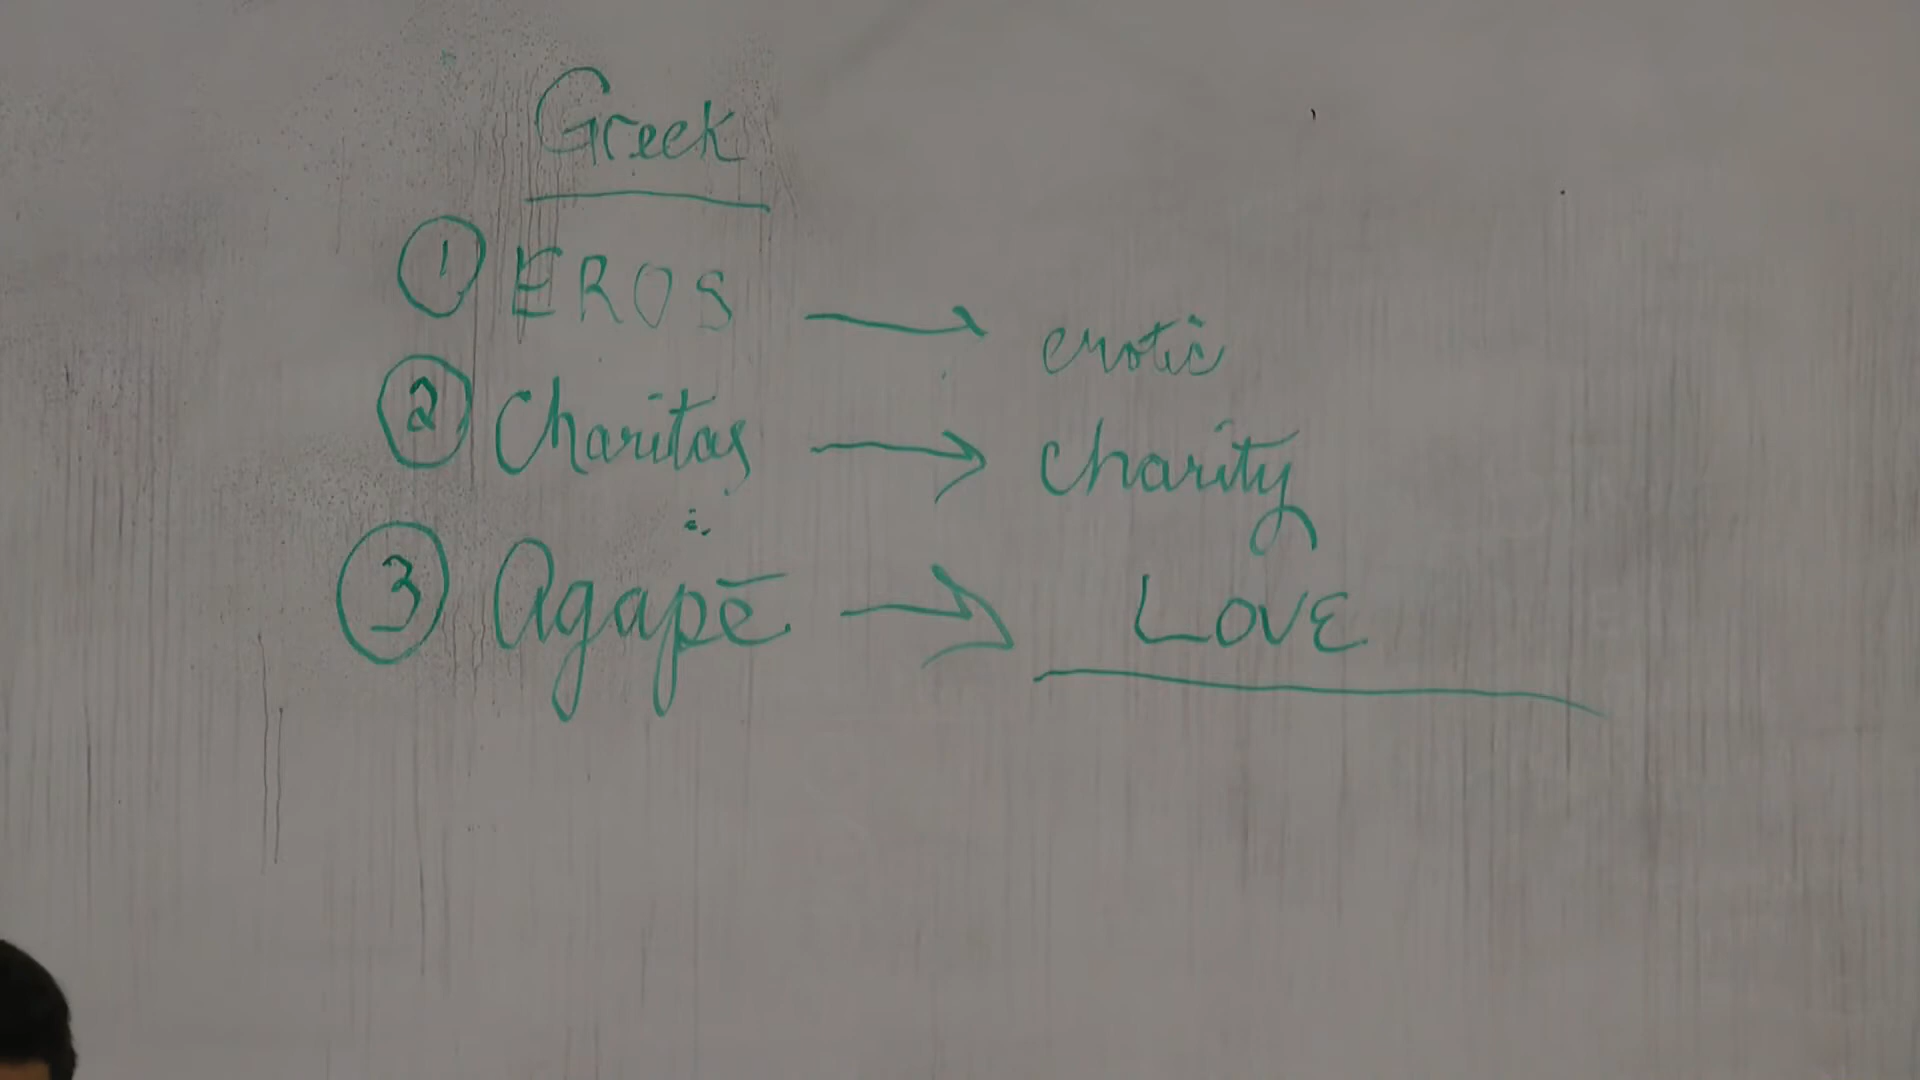 Greek
① EROS → erotic
② Charitas → charity
③ Agapē → LOVE